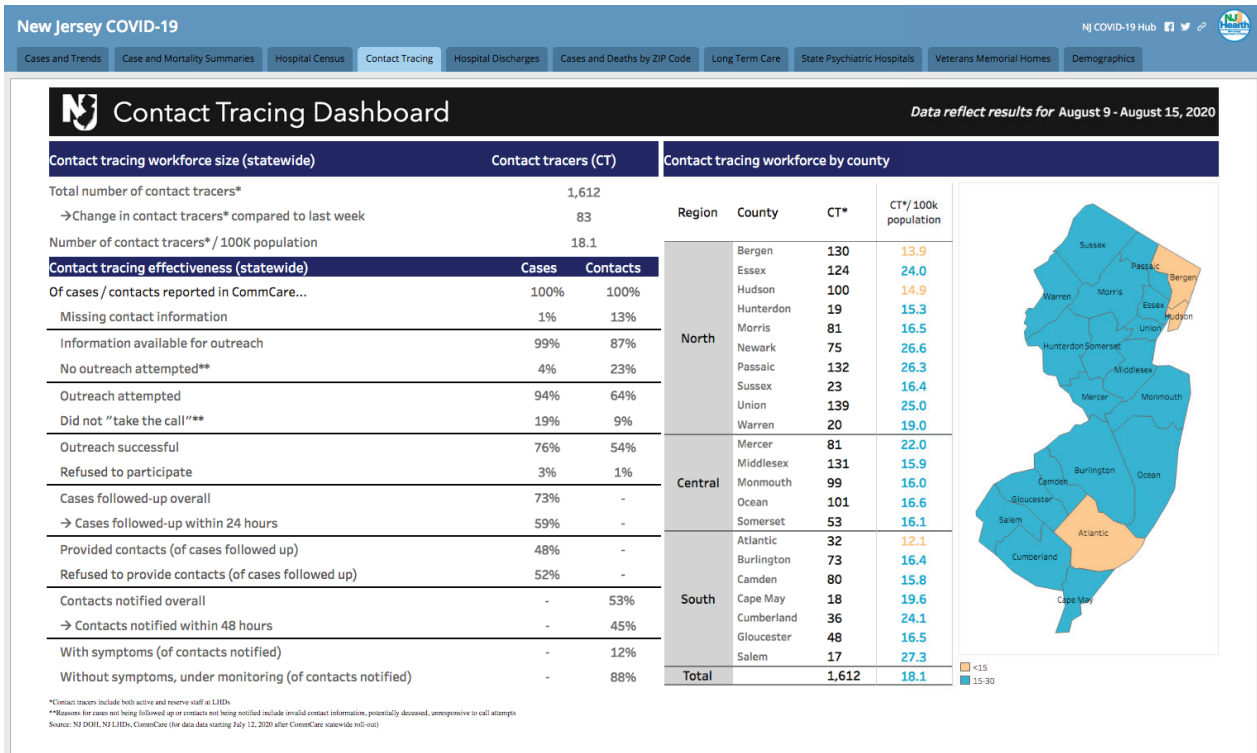 New Jersey COVID-19
NJ COVID-19 Hub
NJ Health
Cases and Trends
Case and Mortality Summaries
Hospital Census
Contact Tracing
Hospital Discharges
Cases and Deaths by ZIP Code
Long Term Care
State Psychiatric Hospitals
Veterans Memorial Homes
Demographics
NJ Contact Tracing Dashboard
Data reflect results for August 9 - August 15, 2020
Contact tracing workforce size (statewide) Contact tracers (CT)
Total number of contact tracers* 1,612
→Change in contact tracers* compared to last week 83
Number of contact tracers* / 100K population 18.1
Contact tracing effectiveness (statewide) Cases Contacts
Of cases / contacts reported in CommCare... 100% 100%
Missing contact information 1% 13%
Information available for outreach 99% 87%
No outreach attempted** 4% 23%
Outreach attempted 94% 64%
Did not "take the call"** 19% 9%
Outreach successful 76% 54%
Refused to participate 3% 1%
Cases followed-up overall 73% -
→ Cases followed-up within 24 hours 59% -
Provided contacts (of cases followed up) 48% -
Refused to provide contacts (of cases followed up) 52% -
Contacts notified overall - 53%
→ Contacts notified within 48 hours - 45%
With symptoms (of contacts notified) - 12%
Without symptoms, under monitoring (of contacts notified) - 88%
*Contact tracers include both active and reserve staff at LHDs
**Reasons for cases not being followed up or contacts not being notified include invalid contact information, potentially deceased, unresponsive to call attempts
Source: NJ DOH, NJ LHDs, CommCare (for data data starting July 12, 2020 after CommCare statewide roll-out)
Contact tracing workforce by county
Region County CT* CT*/ 100k
population
North
Bergen 130 13.9
Essex 124 24.0
Hudson 100 14.9
Hunterdon 19 15.3
Morris 81 16.5
Newark 75 26.6
Passaic 132 26.3
Sussex 23 16.4
Union 139 25.0
Warren 20 19.0
Central
Mercer 81 22.0
Middlesex 131 15.9
Monmouth 99 16.0
Ocean 101 16.6
Somerset 53 16.1
South
Atlantic 32 12.1
Burlington 73 16.4
Camden 80 15.8
Cape May 18 19.6
Cumberland 36 24.1
Gloucester 48 16.5
Salem 17 27.3
Total 1,612 18.1
Sussex
Passaic
Bergen
Warren
Morris
Essex
Hudson
Union
Hunterdon
Somerset
Middlesex
Mercer
Monmouth
Burlington
Ocean
Camden
Gloucester
Salem
Atlantic
Cumberland
Cape May
<15
15-30